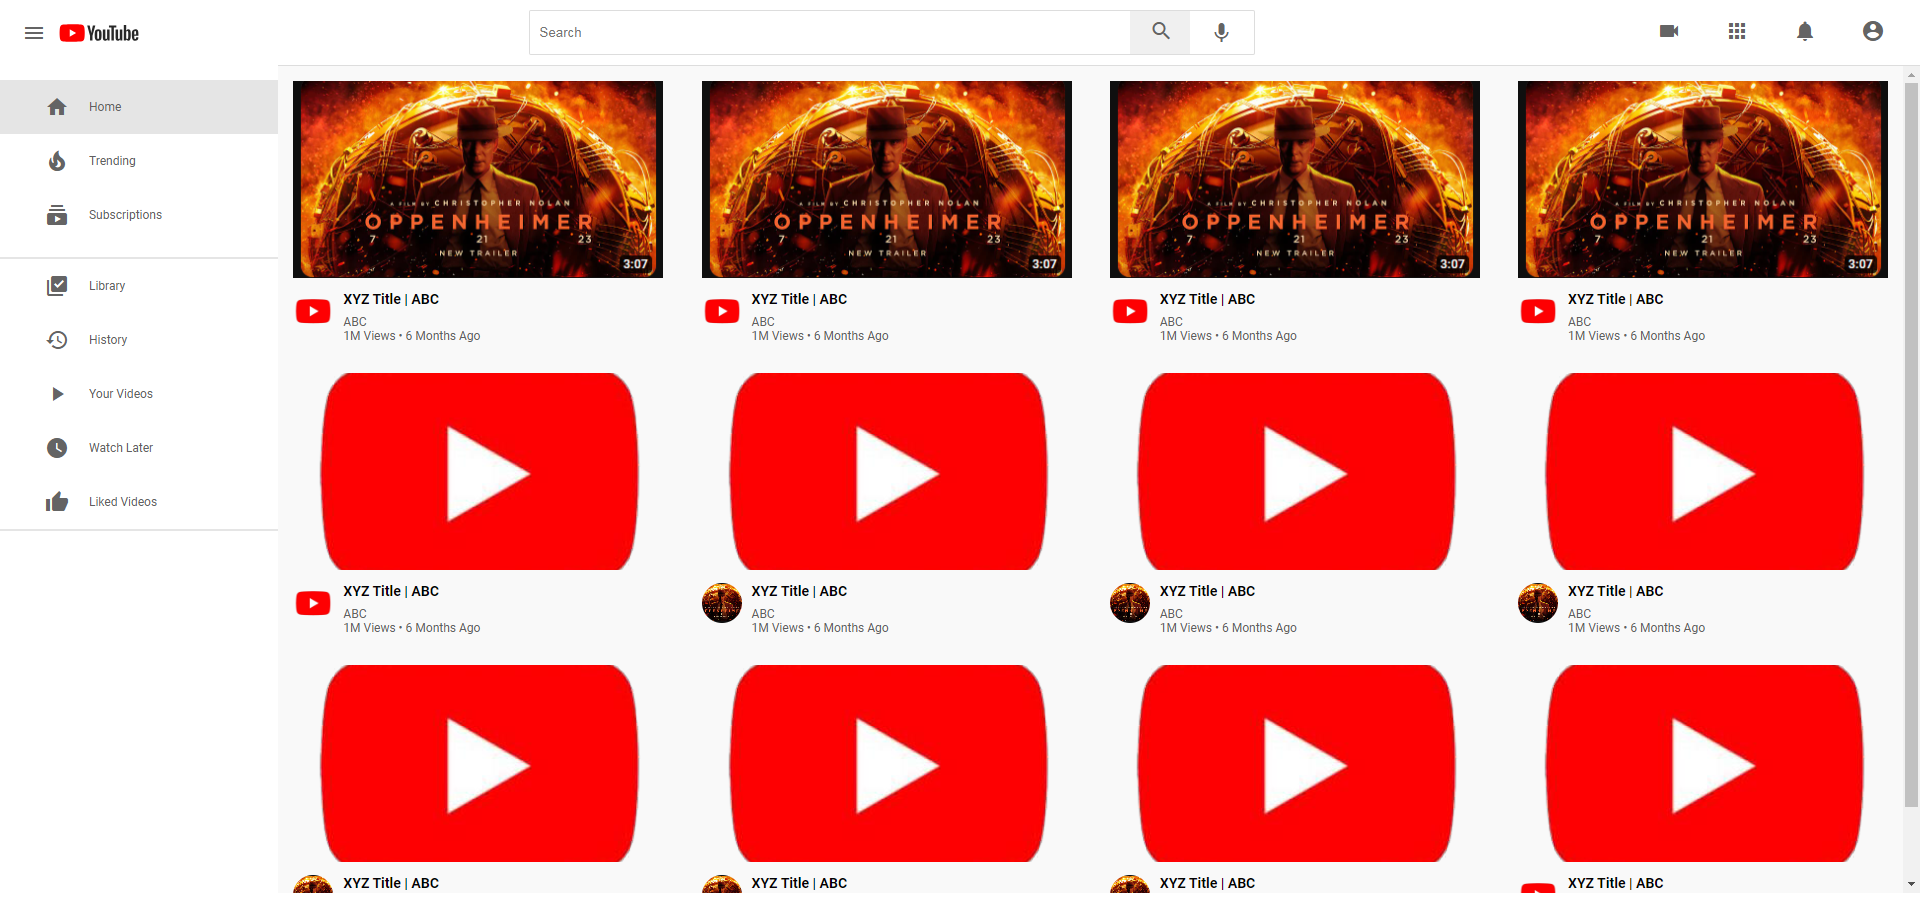 YouTube
Search
Home
Trending
Subscriptions
Library
History
Your Videos
Watch Later
Liked Videos
A FILM BY CHRISTOPHER NOLAN
OPPENHEIMER
7 21 23
NEW TRAILER
3:07
XYZ Title | ABC
ABC
1M Views • 6 Months Ago
A FILM BY CHRISTOPHER NOLAN
OPPENHEIMER
7 21 23
NEW TRAILER
3:07
XYZ Title | ABC
ABC
1M Views • 6 Months Ago
A FILM BY CHRISTOPHER NOLAN
OPPENHEIMER
7 21 23
NEW TRAILER
3:07
XYZ Title | ABC
ABC
1M Views • 6 Months Ago
A FILM BY CHRISTOPHER NOLAN
OPPENHEIMER
7 21 23
NEW TRAILER
3:07
XYZ Title | ABC
ABC
1M Views • 6 Months Ago
XYZ Title | ABC
ABC
1M Views • 6 Months Ago
XYZ Title | ABC
ABC
1M Views • 6 Months Ago
XYZ Title | ABC
ABC
1M Views • 6 Months Ago
XYZ Title | ABC
ABC
1M Views • 6 Months Ago
XYZ Title | ABC
XYZ Title | ABC
XYZ Title | ABC
XYZ Title | ABC